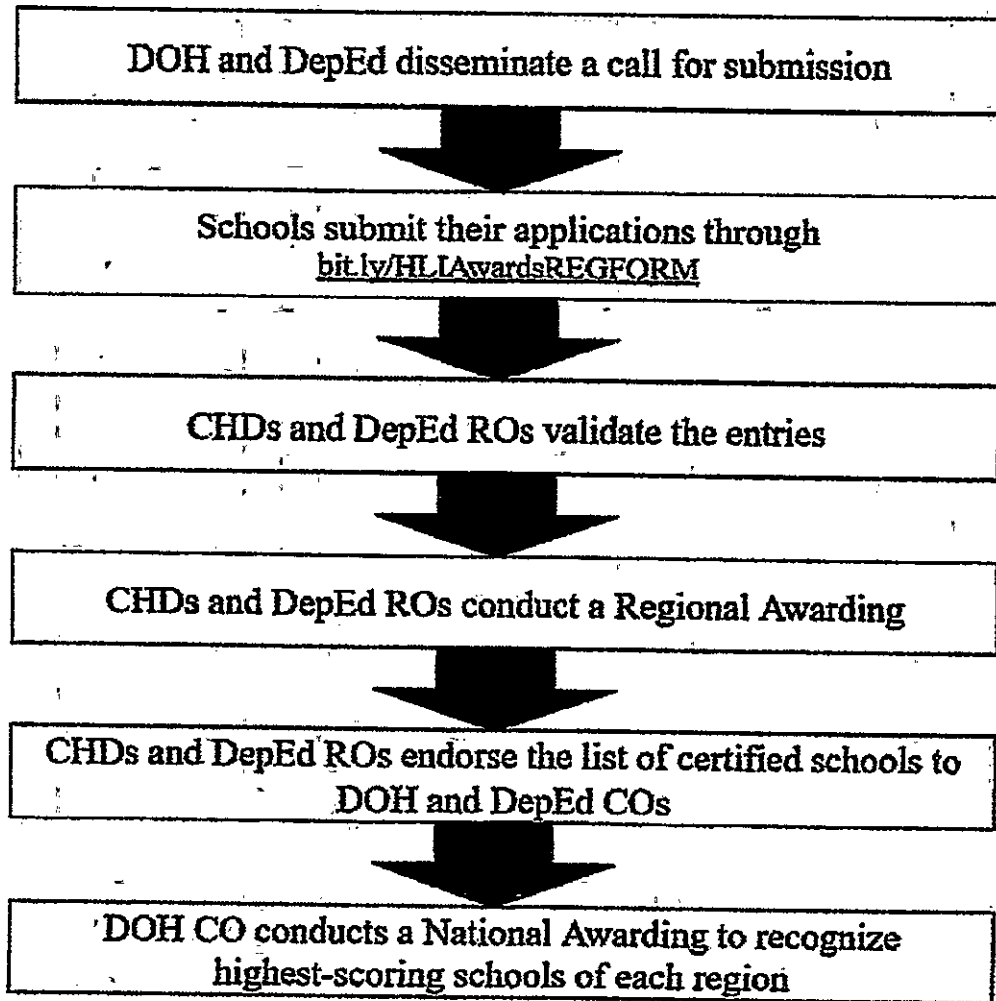 DOH and DepEd disseminate a call for submission
Schools submit their applications through
bit.ly/HLIAwardsREGFORM
CHDs and DepEd ROs validate the entries
CHDs and DepEd ROs conduct a Regional Awarding
CHDs and DepEd ROs endorse the list of certified schools to
DOH and DepEd COs
DOH CO conducts a National Awarding to recognize
highest-scoring schools of each region